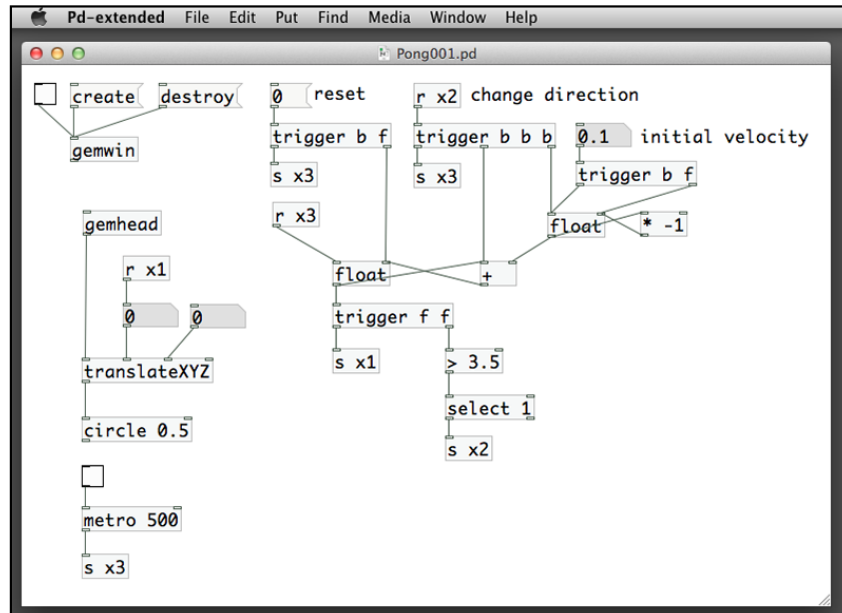 Pd-extended File Edit Put Find Media Window Help
Pong001.pd
create destroy 0 reset r x2 change direction
trigger b f trigger b b b 0.1 initial velocity
gemwin
s x3 s x3 trigger b f
gemhead r x3 float * -1
r x1 float +
0 0 trigger f f
translateXYZ s x1 > 3.5
circle 0.5 select 1
s x2
metro 500
s x3